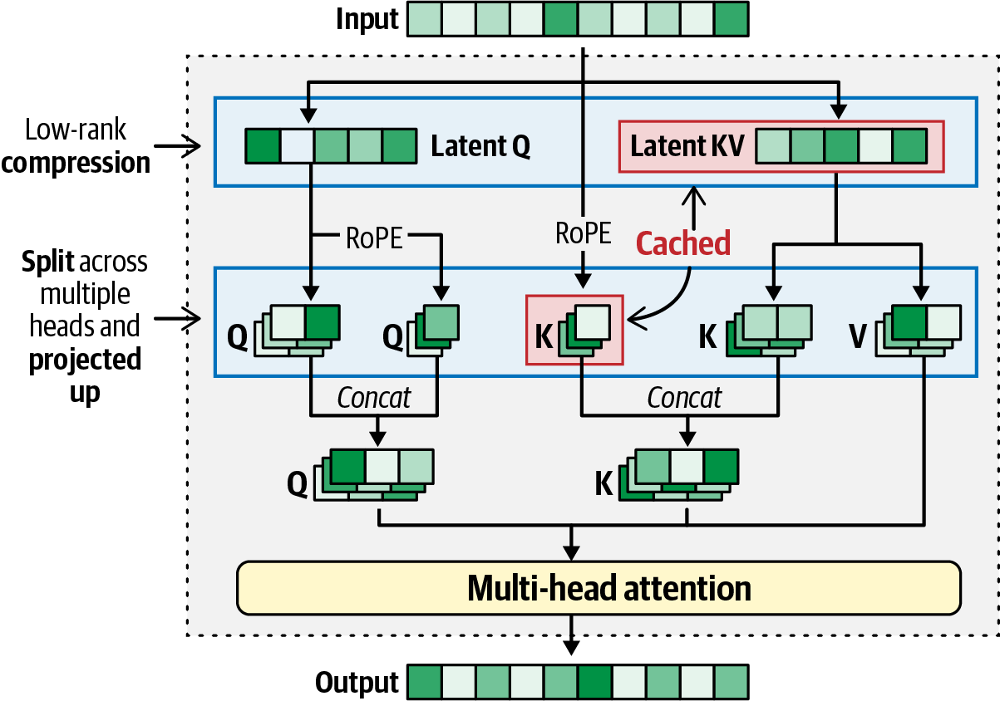 Input
Low-rank
compression
Latent Q
Latent KV
RoPE
RoPE
Cached
Split across
multiple
heads and
projected
up
Q
Q
K
K
V
Concat
Concat
Q
K
Multi-head attention
Output